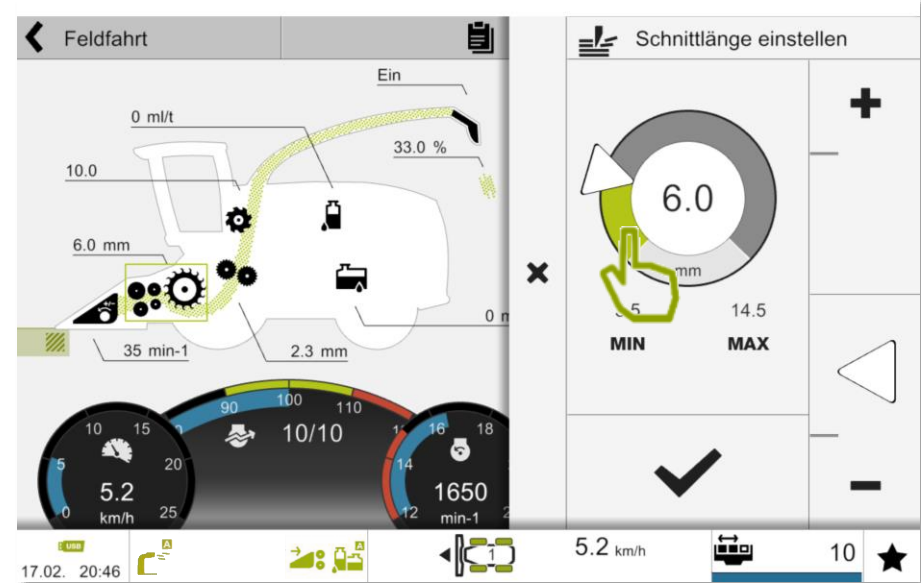 Feldfahrt
Schnittlänge einstellen
Ein
0 ml/t
33.0 %
10.0
6.0 mm
6.0
mm
14.5
MIN MAX
35 min-1
2.3 mm
90 100 110
10/10
0 5 10 15 20 25
5.2
km/h
12 14 16 18
1650
min-1
USB
17.02. 20:46
A
A
1
5.2 km/h
10